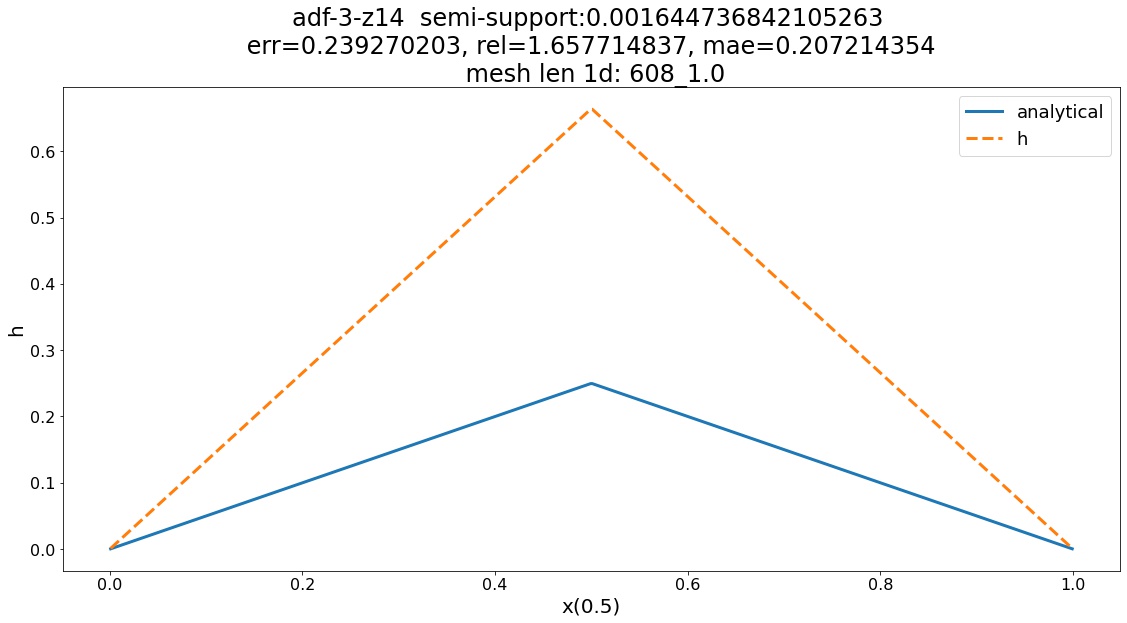 adf-3-z14  semi-support:0.001644736842105263
err=0.239270203, rel=1.657714837, mae=0.207214354
mesh len 1d: 608_1.0
analytical
h
0.6
0.5
0.4
0.3
0.2
0.1
0.0
h
0.0 0.2 0.4 0.6 0.8 1.0
x(0.5)